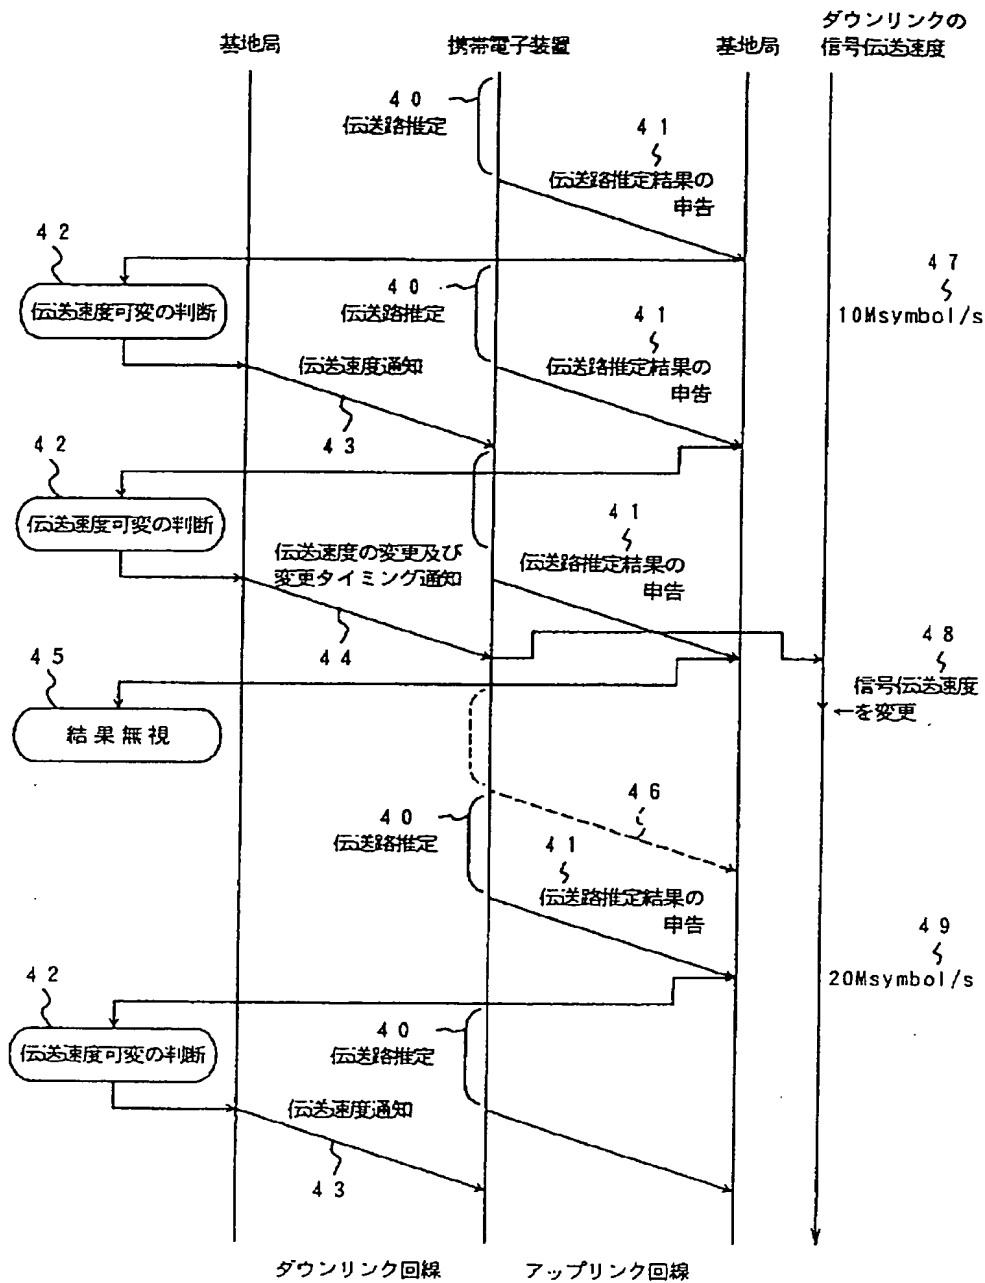 ダウンリンクの
信号伝送速度
基地局
携帯電子装置
基地局
40
伝送路推定
41
伝送路推定結果の
申告
42
伝送速度可変の判断
40
伝送路推定
47
10Msymbol/s
41
伝送路推定結果の
申告
伝送速度通知
43
42
伝送速度可変の判断
41
伝送路推定結果の
申告
伝送速度の変更及び
変更タイミング通知
44
48
信号伝送速度
←を変更
45
結果無視
46
40
伝送路推定
41
伝送路推定結果の
申告
49
20Msymbol/s
42
伝送速度可変の判断
40
伝送路推定
伝送速度通知
43
ダウンリンク回線
アップリンク回線